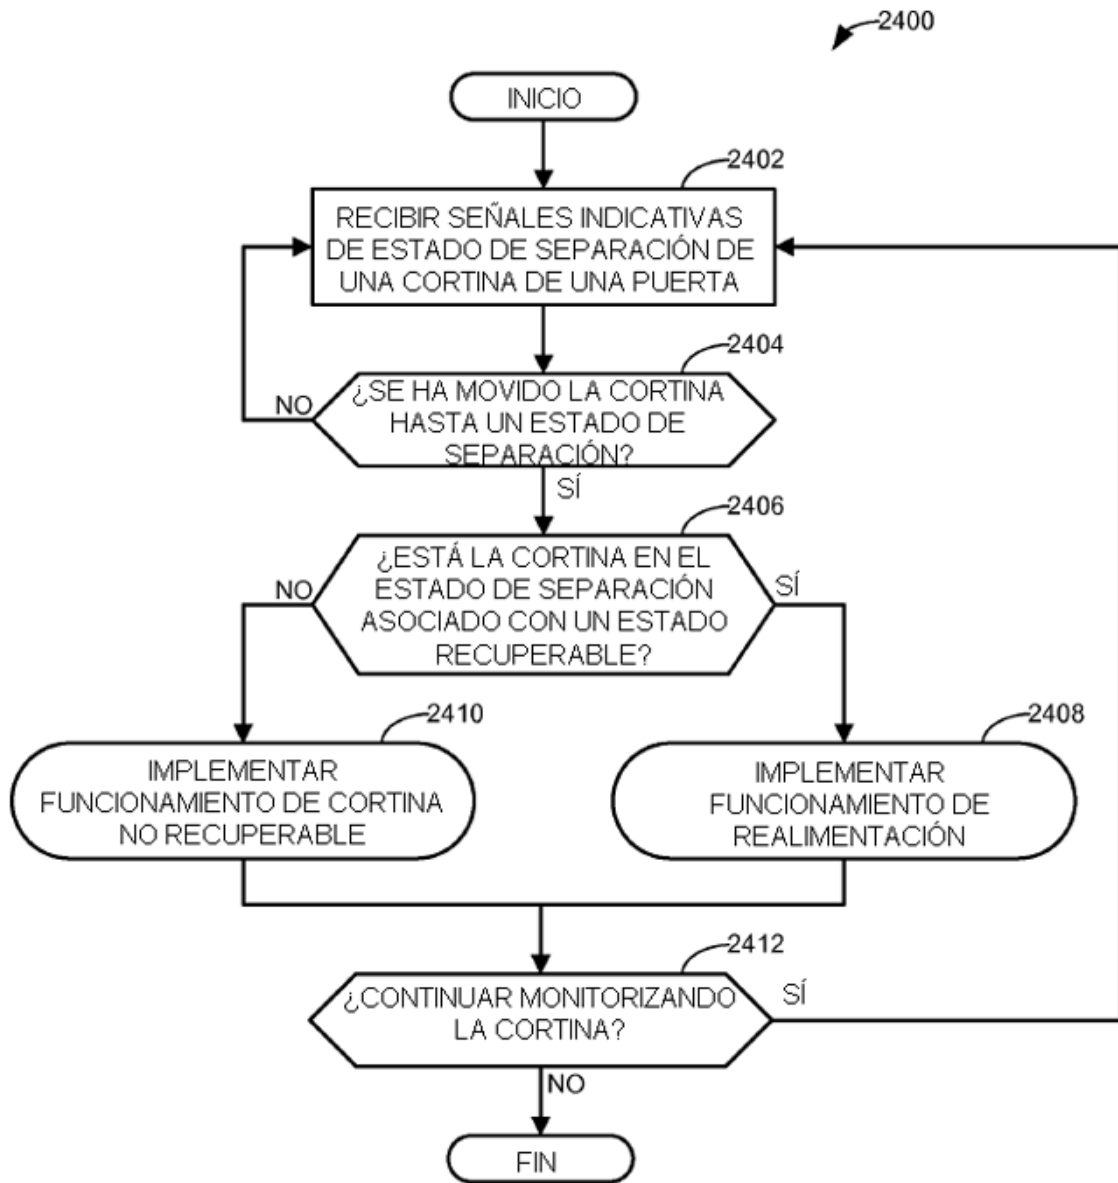 2400
INICIO
2402
RECIBIR SEÑALES INDICATIVAS
DE ESTADO DE SEPARACIÓN DE
UNA CORTINA DE UNA PUERTA
2404
¿SE HA MOVIDO LA CORTINA
HASTA UN ESTADO DE
SEPARACIÓN?
NO
SÍ
2406
¿ESTÁ LA CORTINA EN EL
ESTADO DE SEPARACIÓN
ASOCIADO CON UN ESTADO
RECUPERABLE?
NO
SÍ
2410
IMPLEMENTAR
FUNCIONAMIENTO DE CORTINA
NO RECUPERABLE
2408
IMPLEMENTAR
FUNCIONAMIENTO DE
REALIMENTACIÓN
2412
¿CONTINUAR MONITORIZANDO
LA CORTINA?
SÍ
NO
FIN